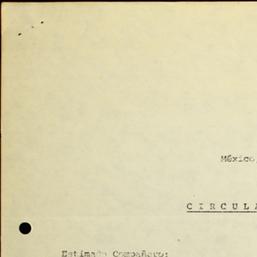 México
C I R C U L A
Estimado Compañero: